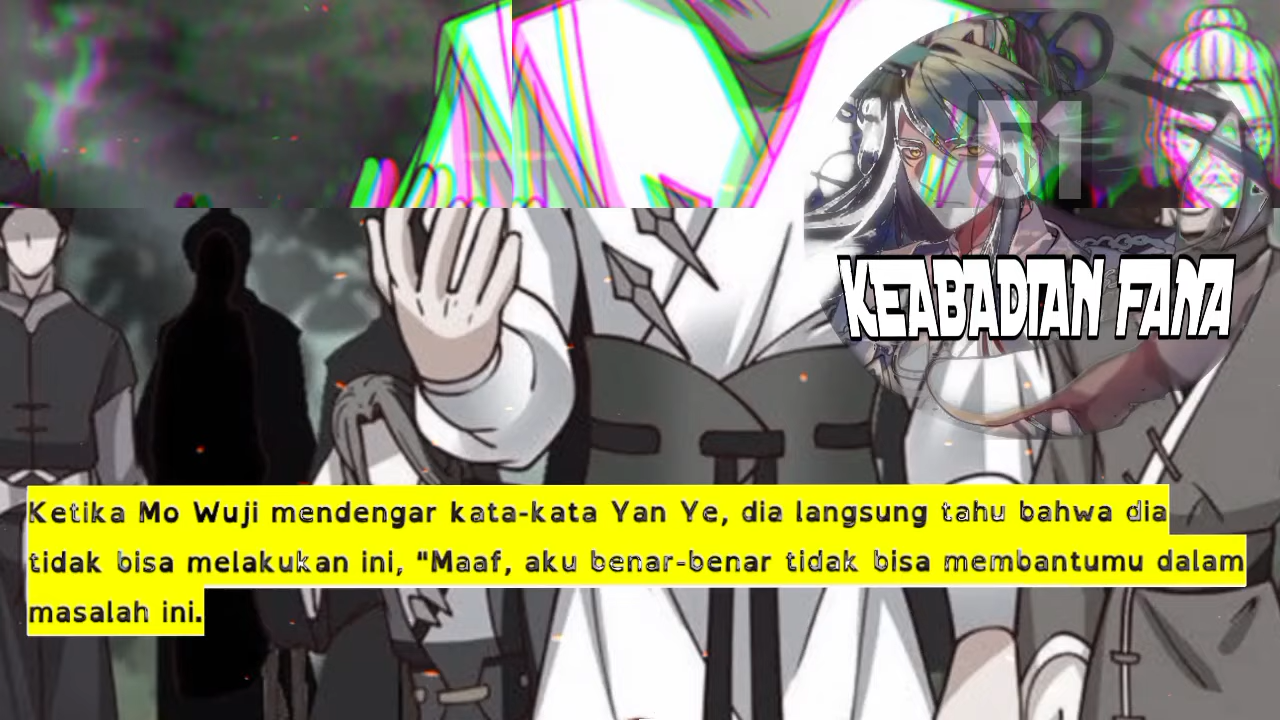 51
KEABADIAN FANA
Ketika Mo Wuji mendengar kata-kata Yan Ye, dia langsung tahu bahwa dia
tidak bisa melakukan ini, "Maaf, aku benar-benar tidak bisa membantumu dalam
masalah ini.